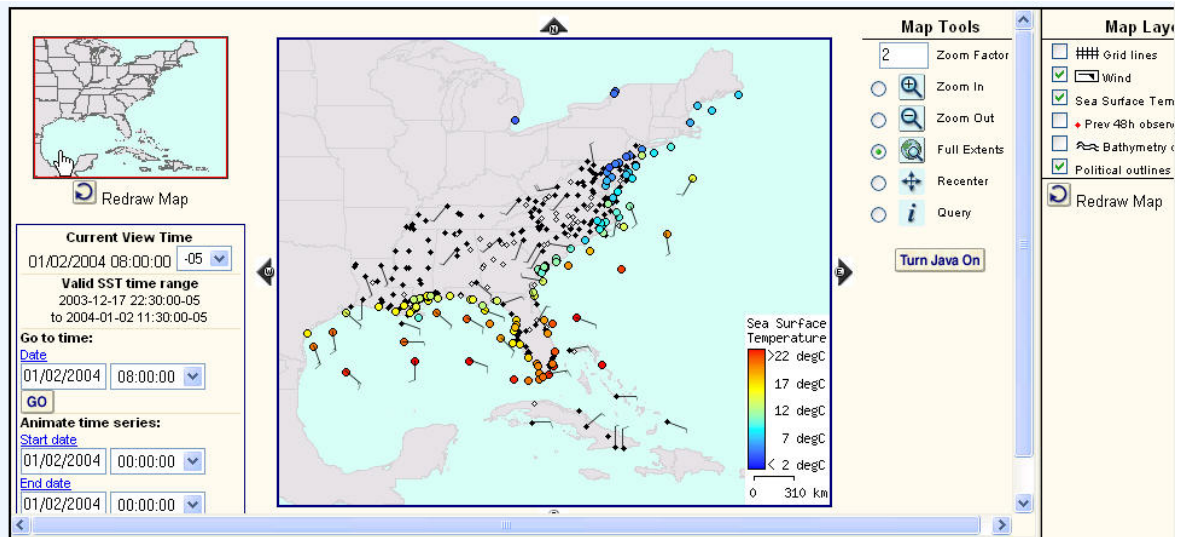 N
Redraw Map
Current View Time
01/02/2004 08:00:00 -05
Valid SST time range
2003-12-17 22:30:00-05
to 2004-01-02 11:30:00-05
Go to time:
Date
01/02/2004 08:00:00
GO
Animate time series:
Start date
01/02/2004 00:00:00
End date
01/02/2004 00:00:00
W
E
Sea Surface
Temperature
>22 degC
17 degC
12 degC
7 degC
< 2 degC
0 310 km
Map Tools
2 Zoom Factor
Zoom In
Zoom Out
Full Extents
Recenter
i Query
Turn Java On
Map Laye
Grid lines
Wind
Sea Surface Tem
Prev 48h observ
Bathymetry c
Political outlines
Redraw Map